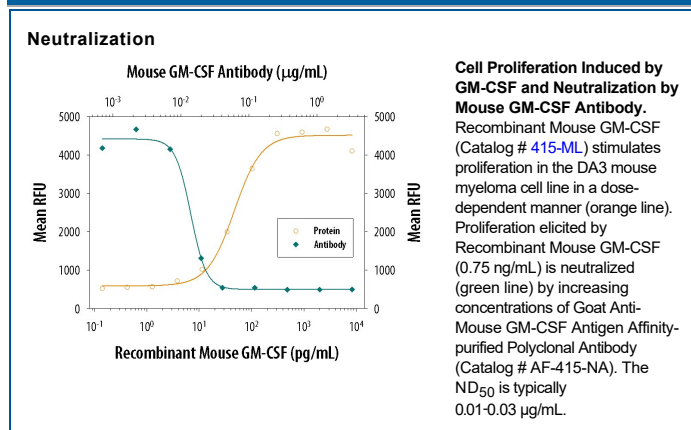 Neutralization
Mouse GM-CSF Antibody (μg/mL)
10⁻³ 10⁻² 10⁻¹ 10⁰
5000 5000
4000 4000
3000 3000
2000 2000
1000 1000
0 0
Mean RFU
Mean RFU
Protein
Antibody
10⁻¹ 10⁰ 10¹ 10² 10³ 10⁴
Recombinant Mouse GM-CSF (pg/mL)
Cell Proliferation Induced by
GM-CSF and Neutralization by
Mouse GM-CSF Antibody.
Recombinant Mouse GM-CSF
(Catalog # 415-ML) stimulates
proliferation in the DA3 mouse
myeloma cell line in a dose-
dependent manner (orange line).
Proliferation elicited by
Recombinant Mouse GM-CSF
(0.75 ng/mL) is neutralized
(green line) by increasing
concentrations of Goat Anti-
Mouse GM-CSF Antigen Affinity-
purified Polyclonal Antibody
(Catalog # AF-415-NA). The
ND₅₀ is typically
0.01-0.03 μg/mL.